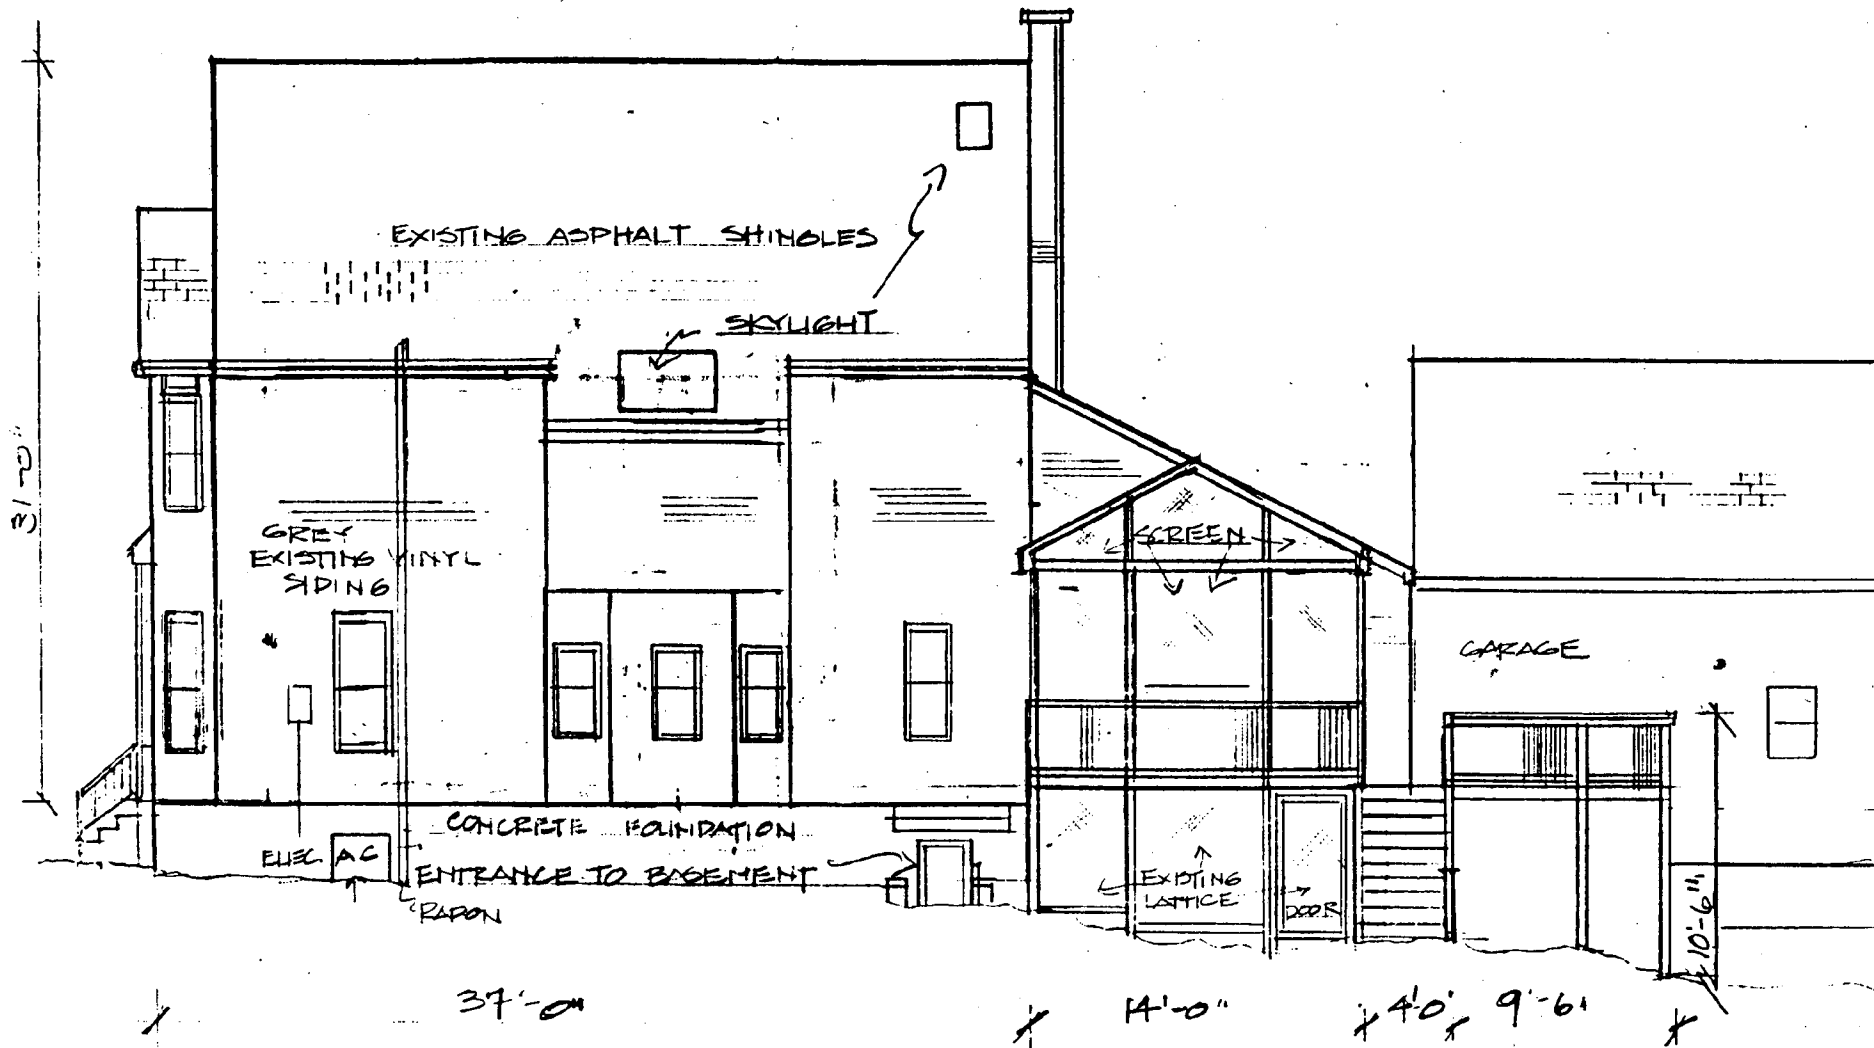 EXISTING ASPHALT SHINGLES
SKYLIGHT
31'-0"
GREY
EXISTING VINYL
SIDING
SCREEN
GARAGE
CONCRETE FOUNDATION
ELEC.
AC
ENTRANCE TO BASEMENT
RADON
EXISTING
LATTICE
DOOR
10'-6"
37'-0"
14'-0"
4'0'
9'-6'